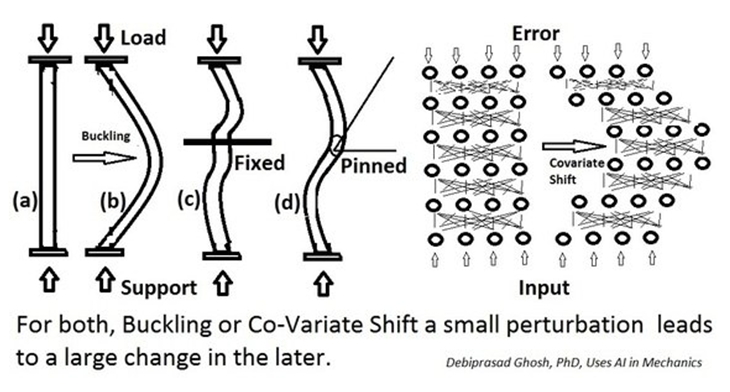 Load
Error
Buckling
Fixed
Pinned
Covariate
Shift
(a)
(b)
(c)
(d)
Support
Input
For both, Buckling or Co-Variate Shift a small perturbation leads
to a large change in the later.
Debiprasad Ghosh, PhD, Uses AI in Mechanics